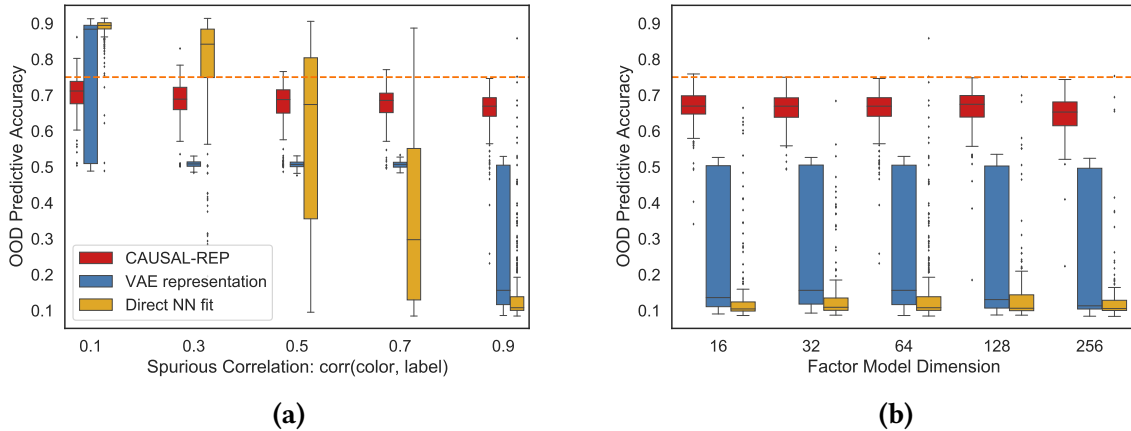 OOD Predictive Accuracy
0.9
0.8
0.7
0.6
0.5
0.4
0.3
0.2
0.1
CAUSAL-REP
VAE representation
Direct NN fit
0.1 0.3 0.5 0.7 0.9
Spurious Correlation: corr(color, label)
(a)
OOD Predictive Accuracy
0.9
0.8
0.7
0.6
0.5
0.4
0.3
0.2
0.1
16 32 64 128 256
Factor Model Dimension
(b)